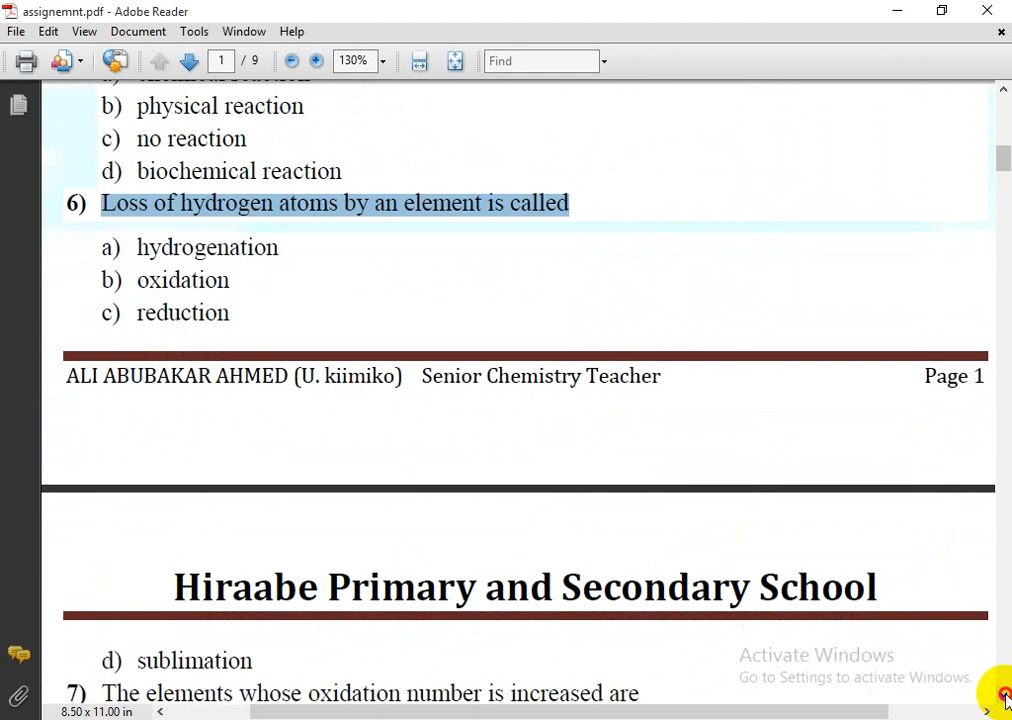 assignemnt.pdf - Adobe Reader
File Edit View Document Tools Window Help
1 / 9 130% Find
b) physical reaction
c) no reaction
d) biochemical reaction
6) Loss of hydrogen atoms by an element is called
a) hydrogenation
b) oxidation
c) reduction
ALI ABUBAKAR AHMED (U. kiimiko) Senior Chemistry Teacher Page 1
Hiraabe Primary and Secondary School
d) sublimation
Activate Windows
Go to Settings to activate Windows.
7) The elements whose oxidation number is increased are
8.50 x 11.00 in